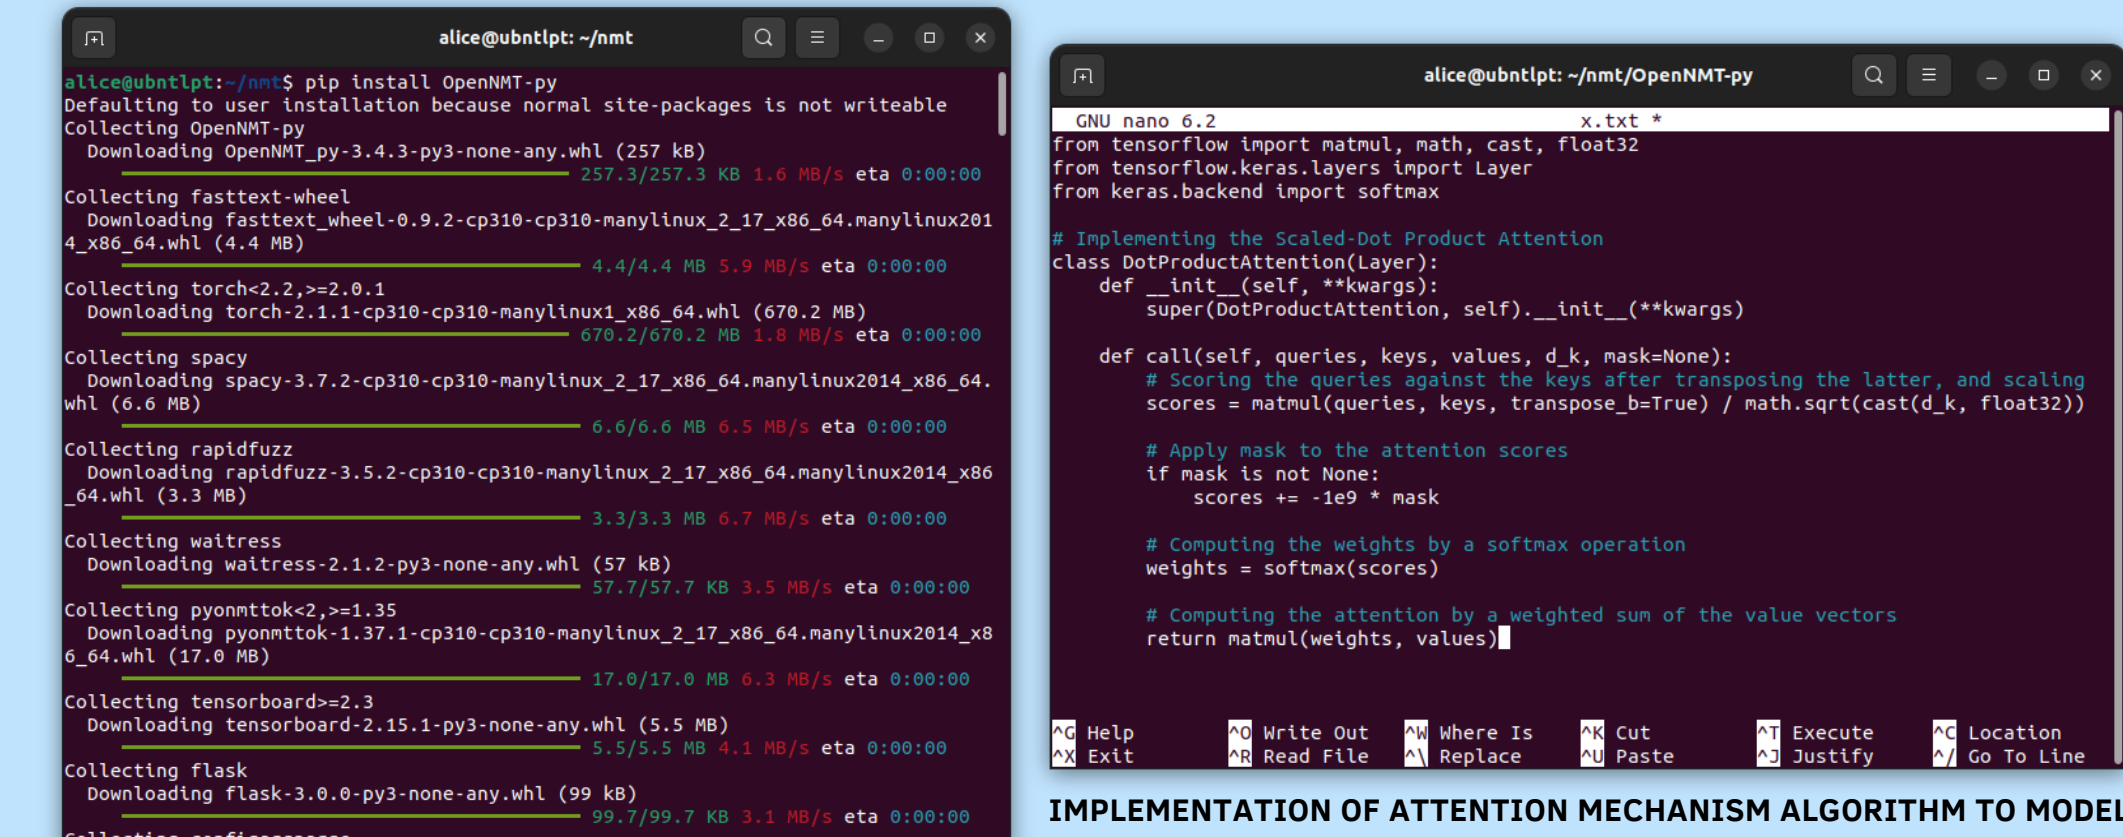 alice@ubntlpt: ~/nmt
alice@ubntlpt:~/nmt$ pip install OpenNMT-py
Defaulting to user installation because normal site-packages is not writeable
Collecting OpenNMT-py
  Downloading OpenNMT_py-3.4.3-py3-none-any.whl (257 kB)
257.3/257.3 KB 1.6 MB/s eta 0:00:00
Collecting fasttext-wheel
  Downloading fasttext_wheel-0.9.2-cp310-cp310-manylinux_2_17_x86_64.manylinux201
4_x86_64.whl (4.4 MB)
4.4/4.4 MB 5.9 MB/s eta 0:00:00
Collecting torch<2.2,>=2.0.1
  Downloading torch-2.1.1-cp310-cp310-manylinux1_x86_64.whl (670.2 MB)
670.2/670.2 MB 1.8 MB/s eta 0:00:00
Collecting spacy
  Downloading spacy-3.7.2-cp310-cp310-manylinux_2_17_x86_64.manylinux2014_x86_64.
whl (6.6 MB)
6.6/6.6 MB 6.5 MB/s eta 0:00:00
Collecting rapidfuzz
  Downloading rapidfuzz-3.5.2-cp310-cp310-manylinux_2_17_x86_64.manylinux2014_x86
_64.whl (3.3 MB)
3.3/3.3 MB 6.7 MB/s eta 0:00:00
Collecting waitress
  Downloading waitress-2.1.2-py3-none-any.whl (57 kB)
57.7/57.7 KB 3.5 MB/s eta 0:00:00
Collecting pyonmttok<2,>=1.35
  Downloading pyonmttok-1.37.1-cp310-cp310-manylinux_2_17_x86_64.manylinux2014_x8
6_64.whl (17.0 MB)
17.0/17.0 MB 6.3 MB/s eta 0:00:00
Collecting tensorboard>=2.3
  Downloading tensorboard-2.15.1-py3-none-any.whl (5.5 MB)
5.5/5.5 MB 4.1 MB/s eta 0:00:00
Collecting flask
  Downloading flask-3.0.0-py3-none-any.whl (99 kB)
99.7/99.7 KB 3.1 MB/s eta 0:00:00
alice@ubntlpt: ~/nmt/OpenNMT-py
GNU nano 6.2 x.txt *
from tensorflow import matmul, math, cast, float32
from tensorflow.keras.layers import Layer
from keras.backend import softmax
# Implementing the Scaled-Dot Product Attention
class DotProductAttention(Layer):
    def __init__(self, **kwargs):
        super(DotProductAttention, self).__init__(**kwargs)
    def call(self, queries, keys, values, d_k, mask=None):
        # Scoring the queries against the keys after transposing the latter, and scaling
        scores = matmul(queries, keys, transpose_b=True) / math.sqrt(cast(d_k, float32))
        # Apply mask to the attention scores
        if mask is not None:
            scores += -1e9 * mask
        # Computing the weights by a softmax operation
        weights = softmax(scores)
        # Computing the attention by a weighted sum of the value vectors
        return matmul(weights, values)
^G Help ^O Write Out ^W Where Is ^K Cut ^T Execute ^C Location
^X Exit ^R Read File ^\ Replace ^U Paste ^J Justify ^/ Go To Line
IMPLEMENTATION OF ATTENTION MECHANISM ALGORITHM TO MODEL